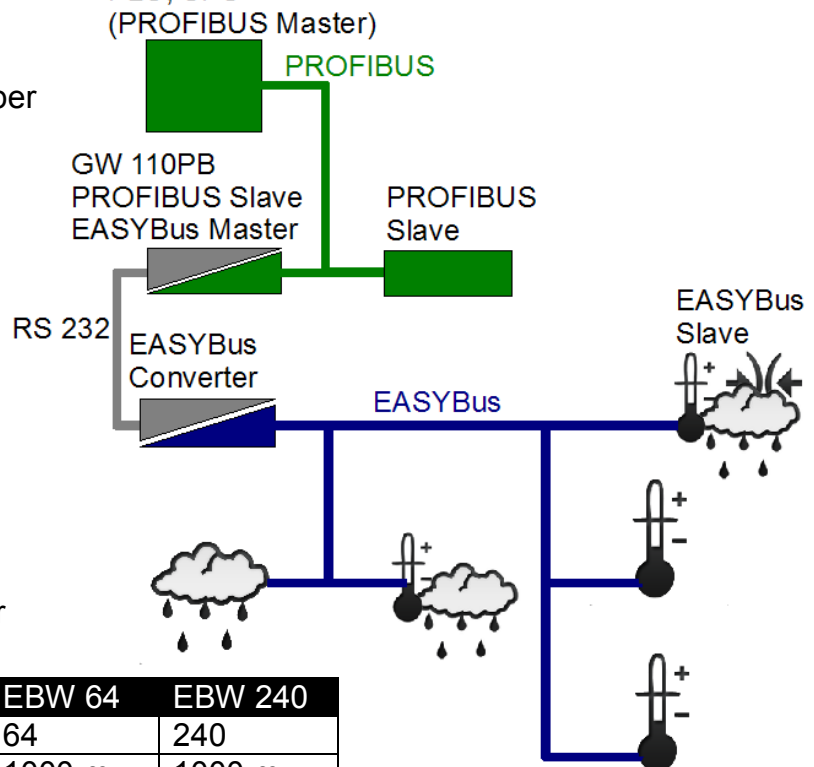 (PROFIBUS Master)
PROFIBUS
GW 110PB
PROFIBUS Slave
EASYBus Master
PROFIBUS
Slave
EASYBus
Slave
RS 232
EASYBus
Converter
EASYBus
+
-
+
-
+
-
+
-
EBW 64 EBW 240
64 240